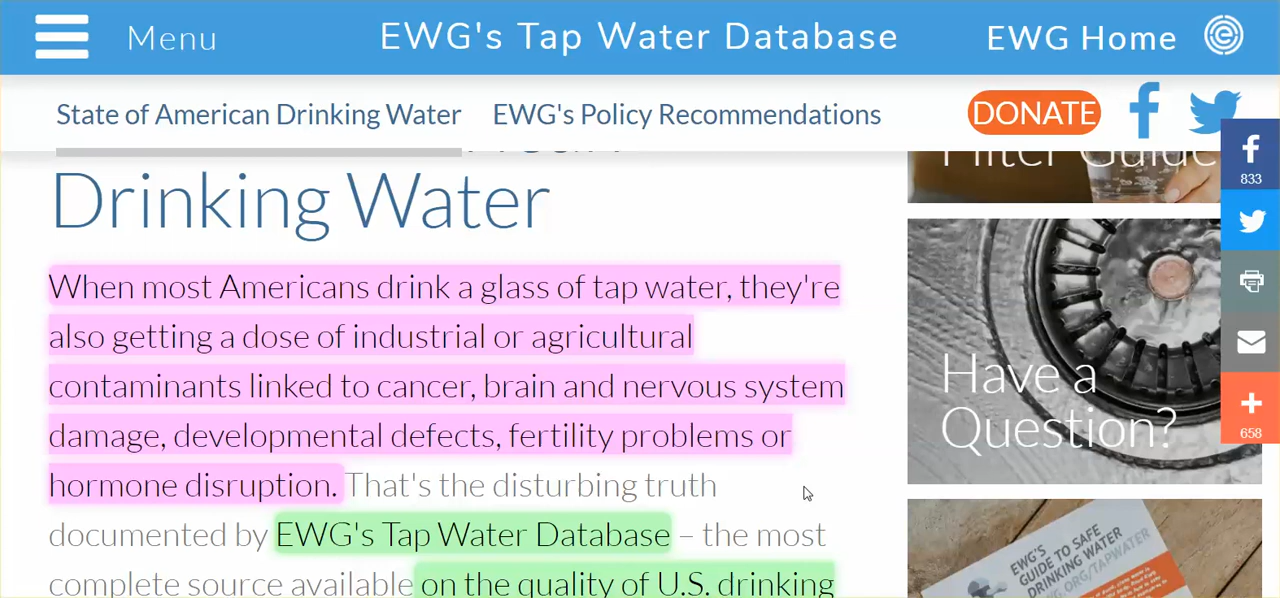 Menu
EWG's Tap Water Database
EWG Home
State of American Drinking Water
EWG's Policy Recommendations
DONATE
Drinking Water
When most Americans drink a glass of tap water, they're
also getting a dose of industrial or agricultural
contaminants linked to cancer, brain and nervous system
damage, developmental defects, fertility problems or
hormone disruption. That's the disturbing truth
documented by EWG's Tap Water Database – the most
complete source available on the quality of U.S. drinking
Filter Guide
Have a
Question?
EWG'S
GUIDE TO SAFE
DRINKING WATER
.ORG/TAPWATER
833
658